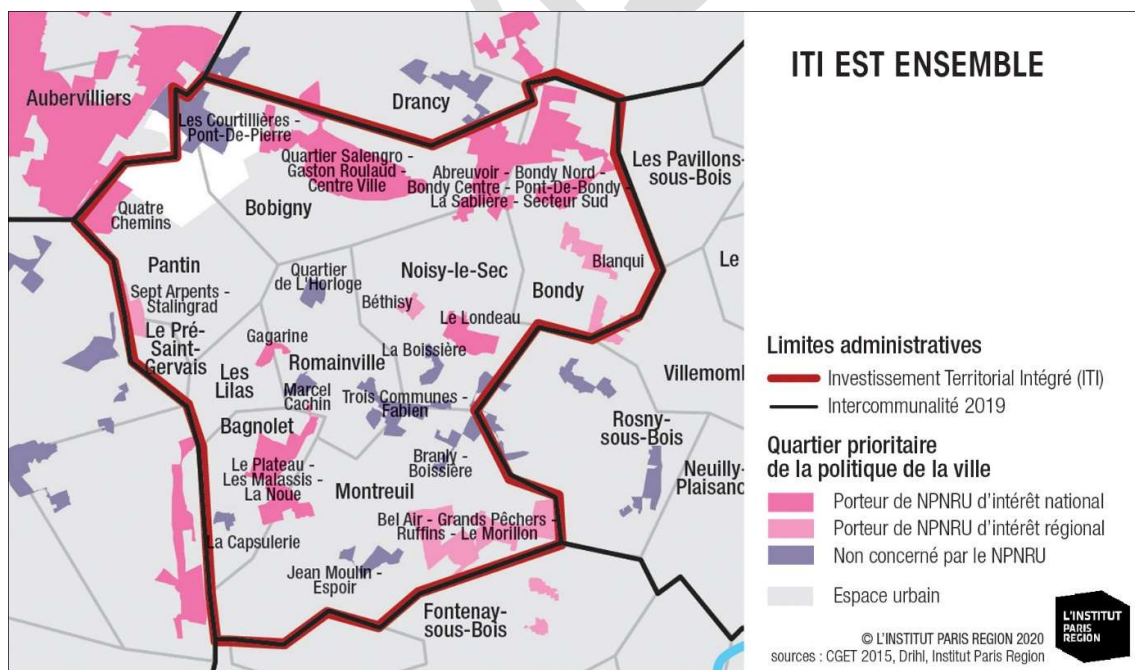 ITI EST ENSEMBLE
Aubervilliers
Drancy
Les Courtillières -
Pont-De-Pierre
Quartier Salengro -
Gaston Roulaud -
Centre Ville
Abreuvoir - Bondy Nord -
Bondy Centre - Pont-De-Bondy -
La Sablière - Secteur Sud
Les Pavillons-
sous-Bois
Quatre
Chemins
Bobigny
Pantin
Quartier
de L'Horloge
Noisy-le-Sec
Blanqui
Le
Sept Arpents -
Stalingrad
Béthisy
Bondy
Le Pré-
Saint-
Gervais
Gagarine
Le Londeau
Les
Lilas
Romainville
La Boissière
Villemomb
Marcel
Cachin
Trois Communes -
Fabien
Bagnolet
Rosny-
sous-Bois
Le Plateau -
Les Malassis -
La Noue
Branly -
Boissière
Neuilly-
Plaisanc
Montreuil
Bel Air - Grands Pêchers -
Ruffins - Le Morillon
La Capsulerie
Jean Moulin -
Espoir
Fontenay-
sous-Bois
Limites administratives
Investissement Territorial Intégré (ITI)
Intercommunalité 2019
Quartier prioritaire
de la politique de la ville
Porteur de NPNRU d'intérêt national
Porteur de NPNRU d'intérêt régional
Non concerné par le NPNRU
Espace urbain
© L'INSTITUT PARIS REGION 2020
sources : CGET 2015, Drihl, Institut Paris Region
L'INSTITUT
PARIS
REGION